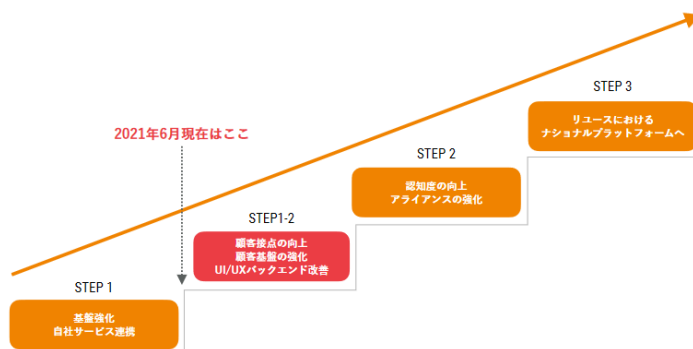 STEP 3
リユースにおける
ナショナルプラットフォームへ
2021年6月現在はここ
STEP 2
認知度の向上
アライアンスの強化
STEP1-2
顧客接点の向上
顧客基盤の強化
UI/UXバックエンド改善
STEP 1
基盤強化
自社サービス連携